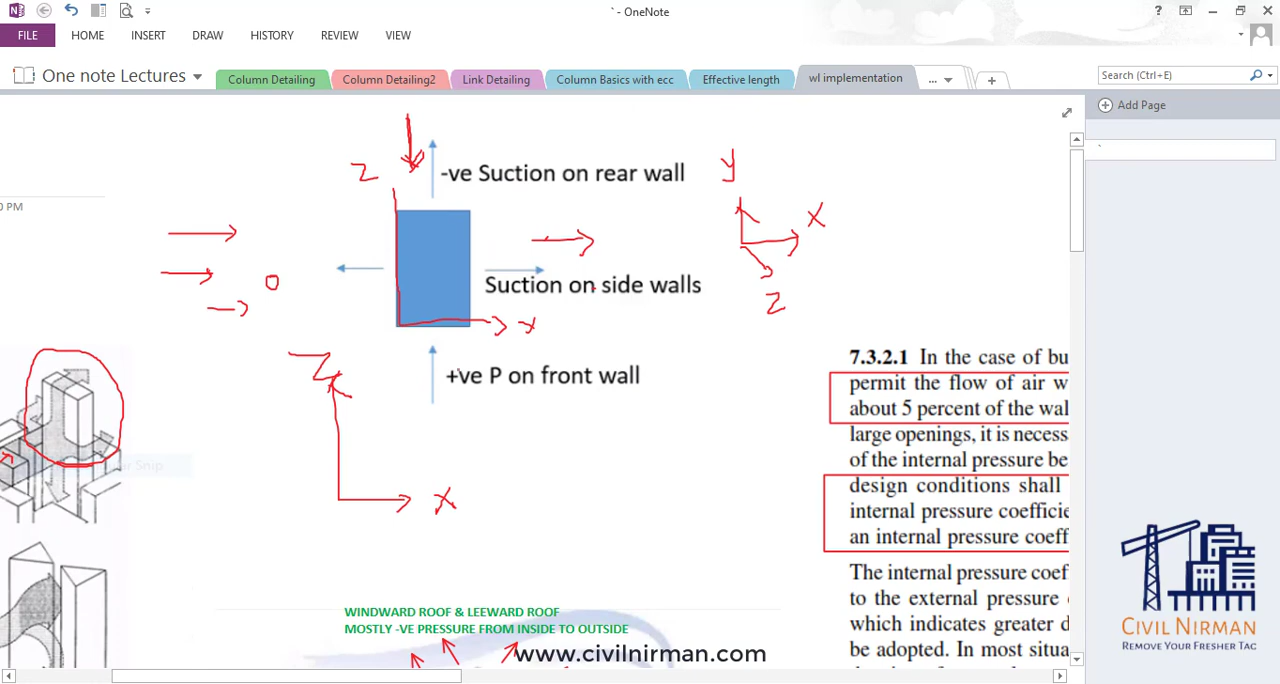 ` - OneNote
FILE HOME INSERT DRAW HISTORY REVIEW VIEW
One note Lectures
Column Detailing Column Detailing2 Link Detailing Column Basics with ecc Effective length wl implementation ... +
Search (Ctrl+E)
Add Page
`
0 PM
Z
-ve Suction on rear wall
y
X
Z
0
Suction on side walls
x
+ve P on front wall
Z
X
ur Snip
7.3.2.1 In the case of bu
permit the flow of air w
about 5 percent of the wal
large openings, it is necess
of the internal pressure be
design conditions shall
internal pressure coefficie
an internal pressure coeff
The internal pressure coef
to the external pressure
which indicates greater d
be adopted. In most situa
WINDWARD ROOF & LEEWARD ROOF
MOSTLY -VE PRESSURE FROM INSIDE TO OUTSIDE
www.civilnirman.com
CIVIL NIRMAN
REMOVE YOUR FRESHER TAC